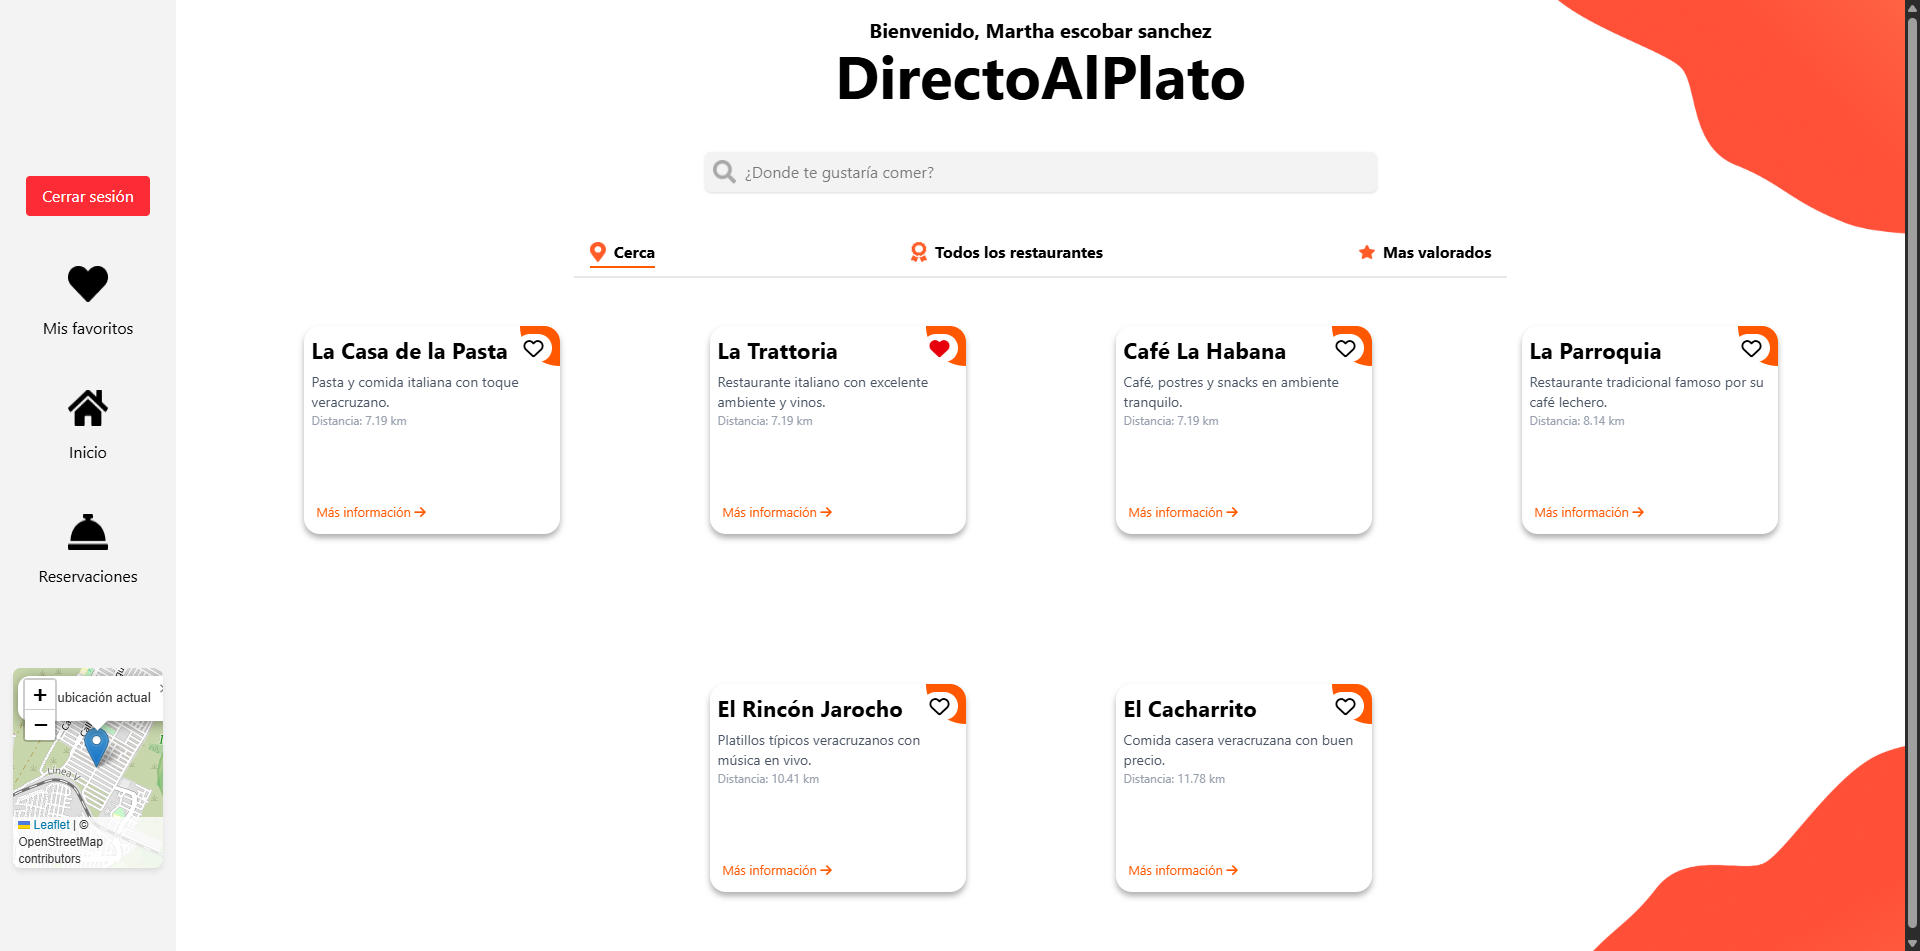 Bienvenido, Martha escobar sanchez
DirectoAlPlato
¿Donde te gustaría comer?
Cerca
Todos los restaurantes
Mas valorados
Cerrar sesión
Mis favoritos
Inicio
Reservaciones
+
ubicación actual
×
−
Línea V
Leaflet | ©
OpenStreetMap
contributors
La Casa de la Pasta
Pasta y comida italiana con toque
veracruzano.
Distancia: 7.19 km
Más información
La Trattoria
Restaurante italiano con excelente
ambiente y vinos.
Distancia: 7.19 km
Más información
Café La Habana
Café, postres y snacks en ambiente
tranquilo.
Distancia: 7.19 km
Más información
La Parroquia
Restaurante tradicional famoso por su
café lechero.
Distancia: 8.14 km
Más información
El Rincón Jarocho
Platillos típicos veracruzanos con
música en vivo.
Distancia: 10.41 km
Más información
El Cacharrito
Comida casera veracruzana con buen
precio.
Distancia: 11.78 km
Más información